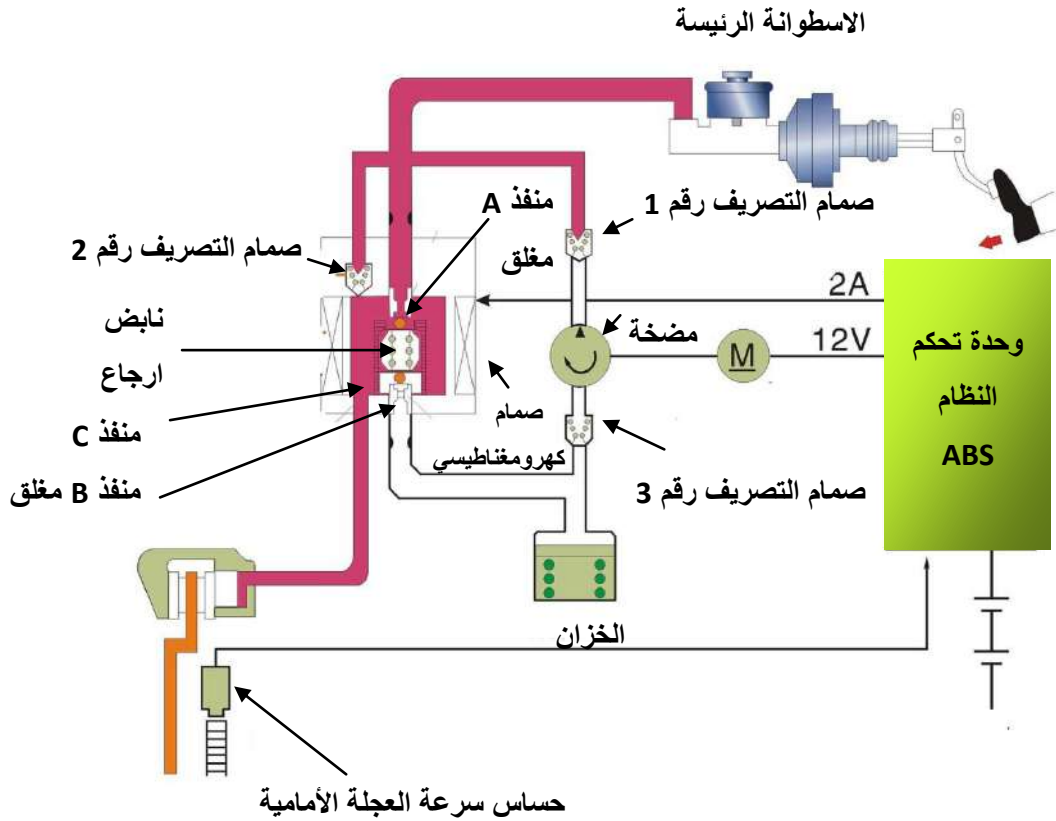 الاسطوانة الرئيسة
منفذ A
صمام التصريف رقم 1
صمام التصريف رقم 2
مغلق
2A
نابض
ارجاع
مضخة
M
12V
وحدة تحكم
النظام
ABS
صمام
كهرومغناطيسي
منفذ C
منفذ B مغلق
صمام التصريف رقم 3
الخزان
حساس سرعة العجلة الأمامية